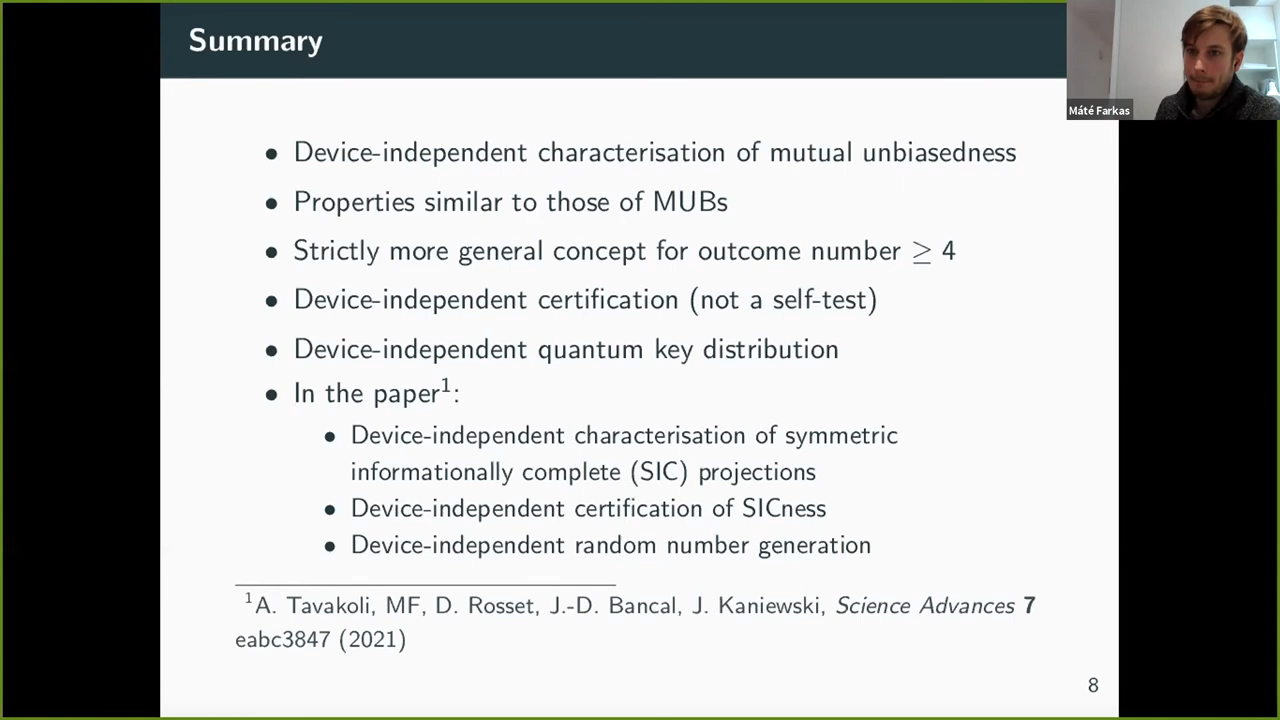 Summary
Máté Farkas
• Device-independent characterisation of mutual unbiasedness
• Properties similar to those of MUBs
• Strictly more general concept for outcome number ≥ 4
• Device-independent certification (not a self-test)
• Device-independent quantum key distribution
• In the paper¹:
• Device-independent characterisation of symmetric
informationally complete (SIC) projections
• Device-independent certification of SICness
• Device-independent random number generation
¹A. Tavakoli, MF, D. Rosset, J.-D. Bancal, J. Kaniewski, Science Advances 7
eabc3847 (2021)
8